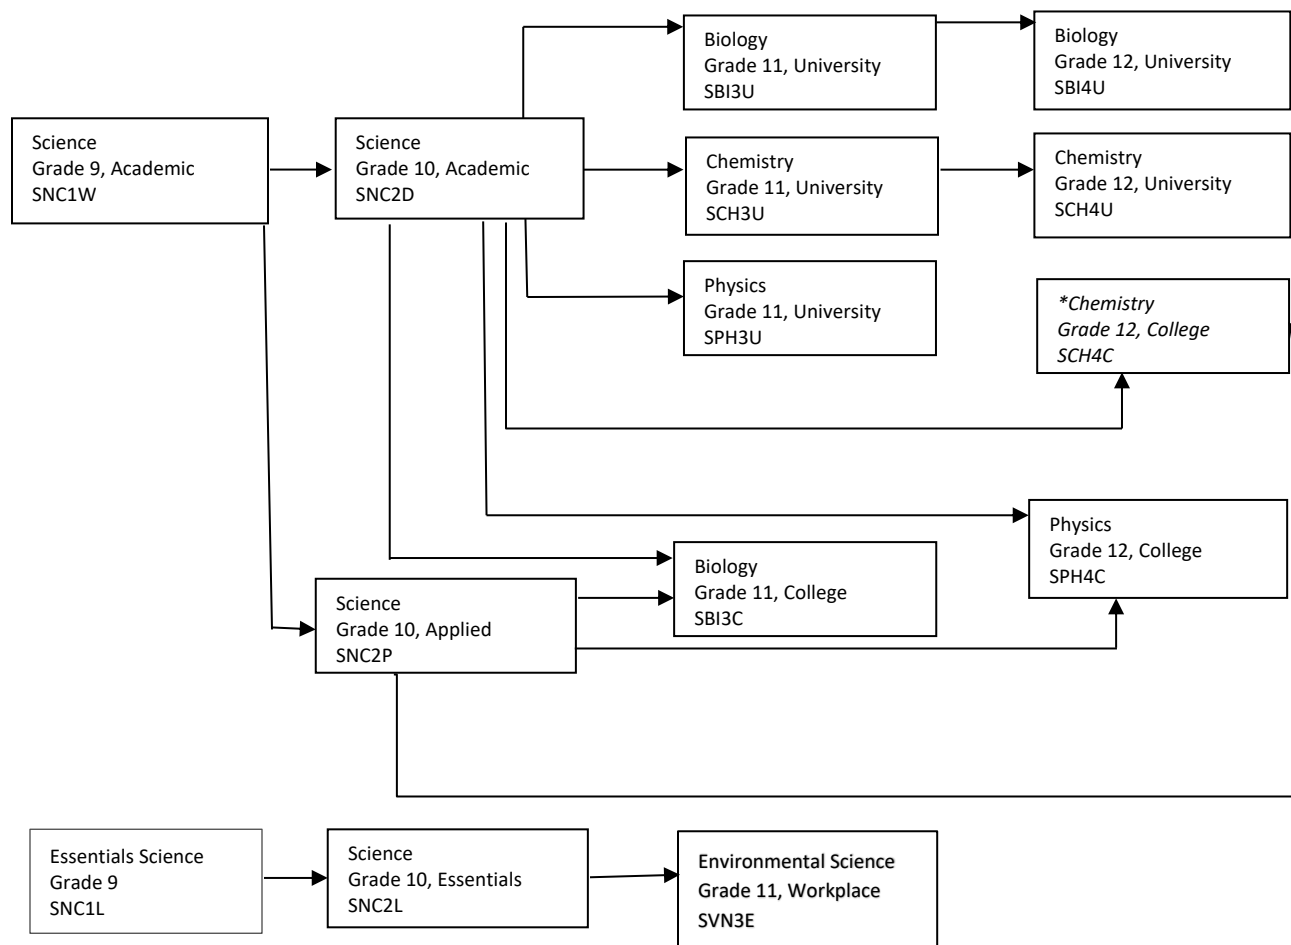 Biology
Grade 11, University
SBI3U
Biology
Grade 12, University
SBI4U
Science
Grade 9, Academic
SNC1W
Science
Grade 10, Academic
SNC2D
Chemistry
Grade 11, University
SCH3U
Chemistry
Grade 12, University
SCH4U
Physics
Grade 11, University
SPH3U
*Chemistry
Grade 12, College
SCH4C
Physics
Grade 12, College
SPH4C
Biology
Grade 11, College
SBI3C
Science
Grade 10, Applied
SNC2P
Essentials Science
Grade 9
SNC1L
Science
Grade 10, Essentials
SNC2L
Environmental Science
Grade 11, Workplace
SVN3E